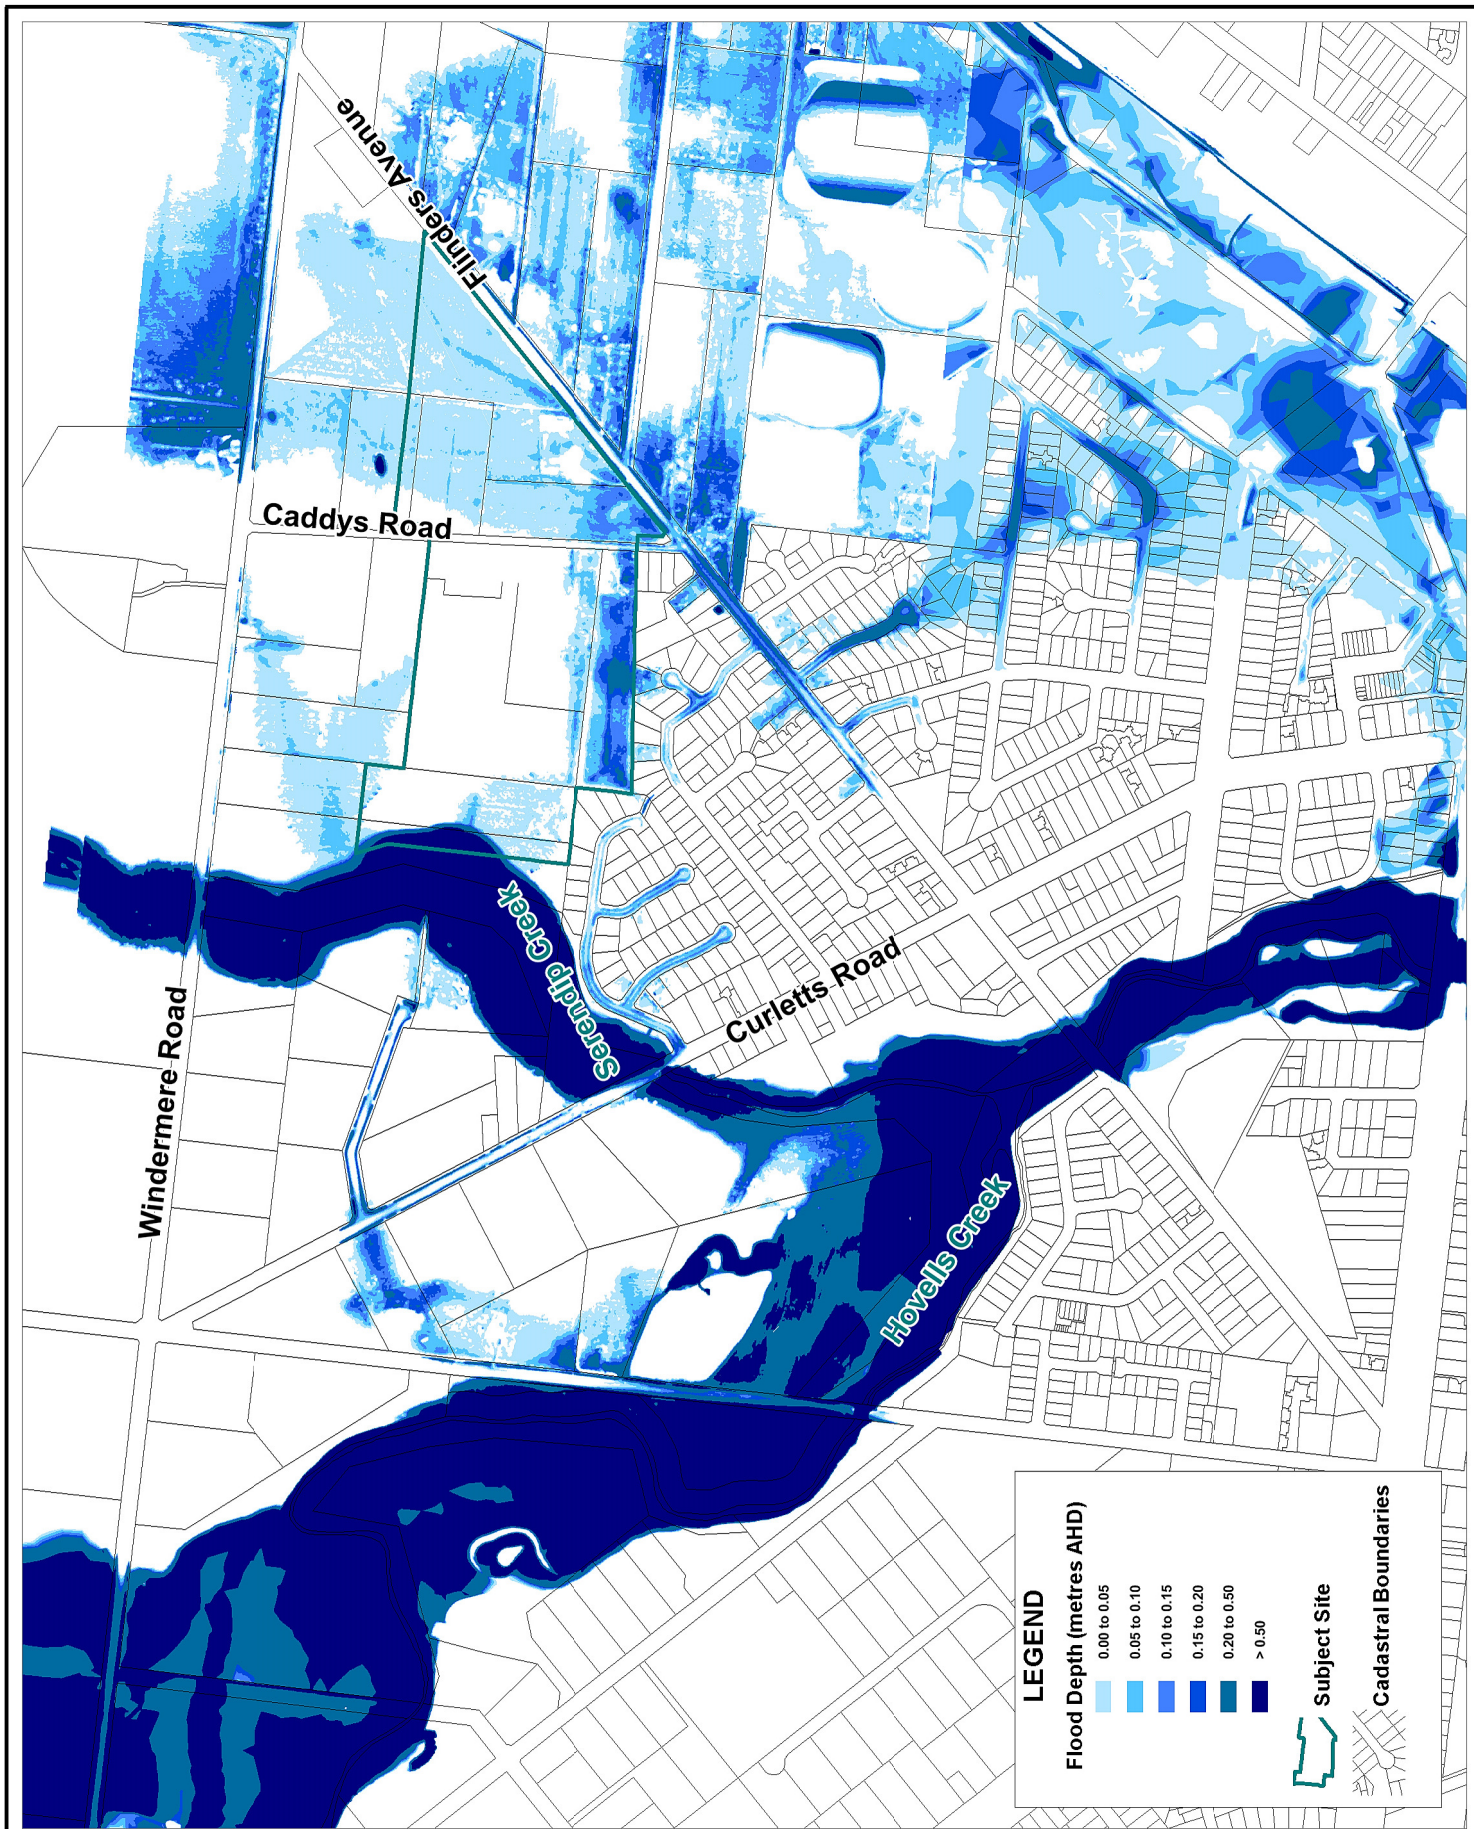 Flinders Avenue
Caddys Road
Windermere Road
Serendip Creek
Curletts Road
Hovells Creek
LEGEND
Flood Depth (metres AHD)
0.00 to 0.05
0.05 to 0.10
0.10 to 0.15
0.15 to 0.20
0.20 to 0.50
> 0.50
Subject Site
Cadastral Boundaries